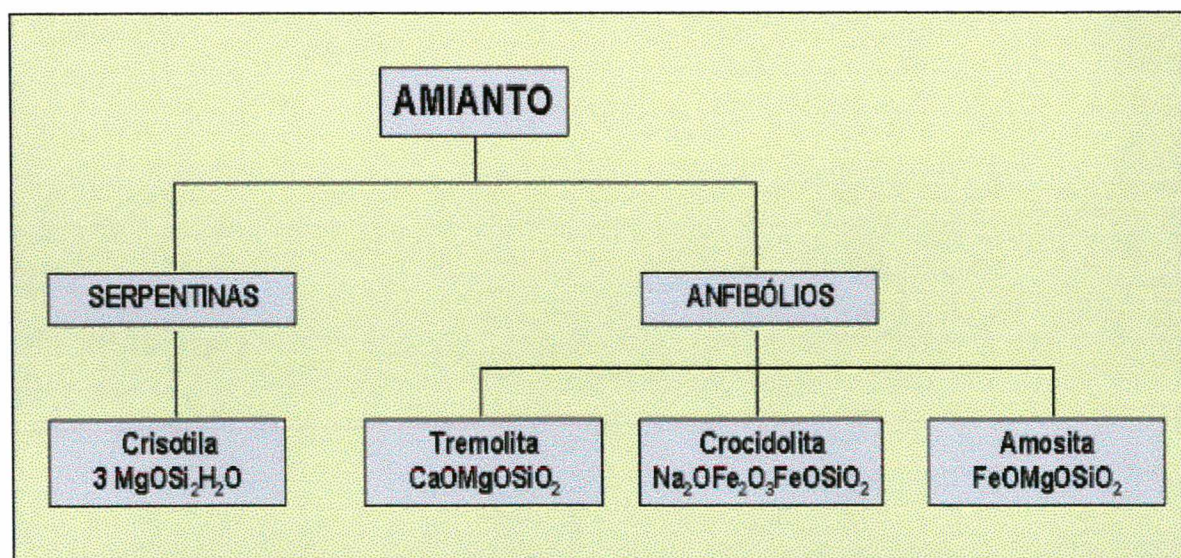 AMIANTO
SERPENTINAS
ANFIBÓLIOS
Crisotila
3 MgOSi₂H₂O
Tremolita
CaOMgOSiO₂
Crocidolita
Na₂OFe₂O₃FeOSiO₂
Amosita
FeOMgOSiO₂